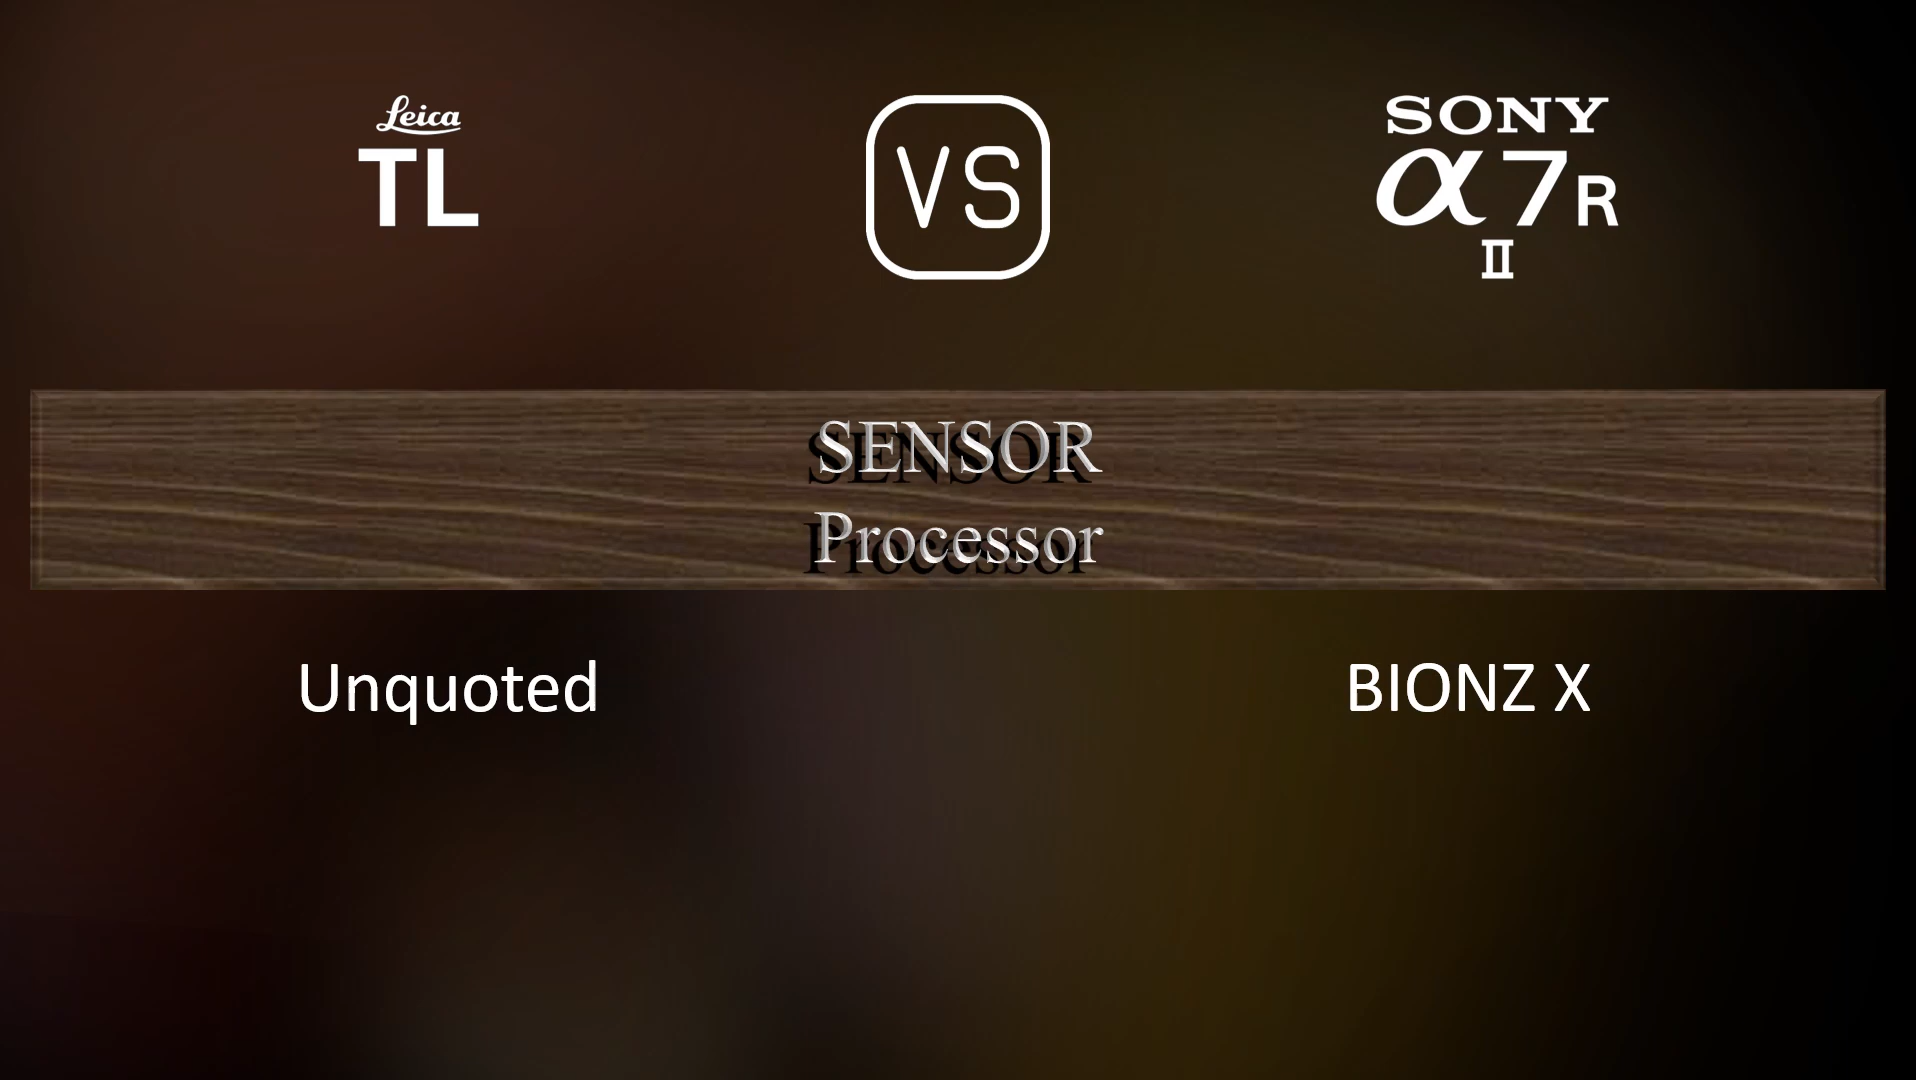 Leica
TL
VS
SONY
α7R
II
SENSOR
Processor
Unquoted
BIONZ X